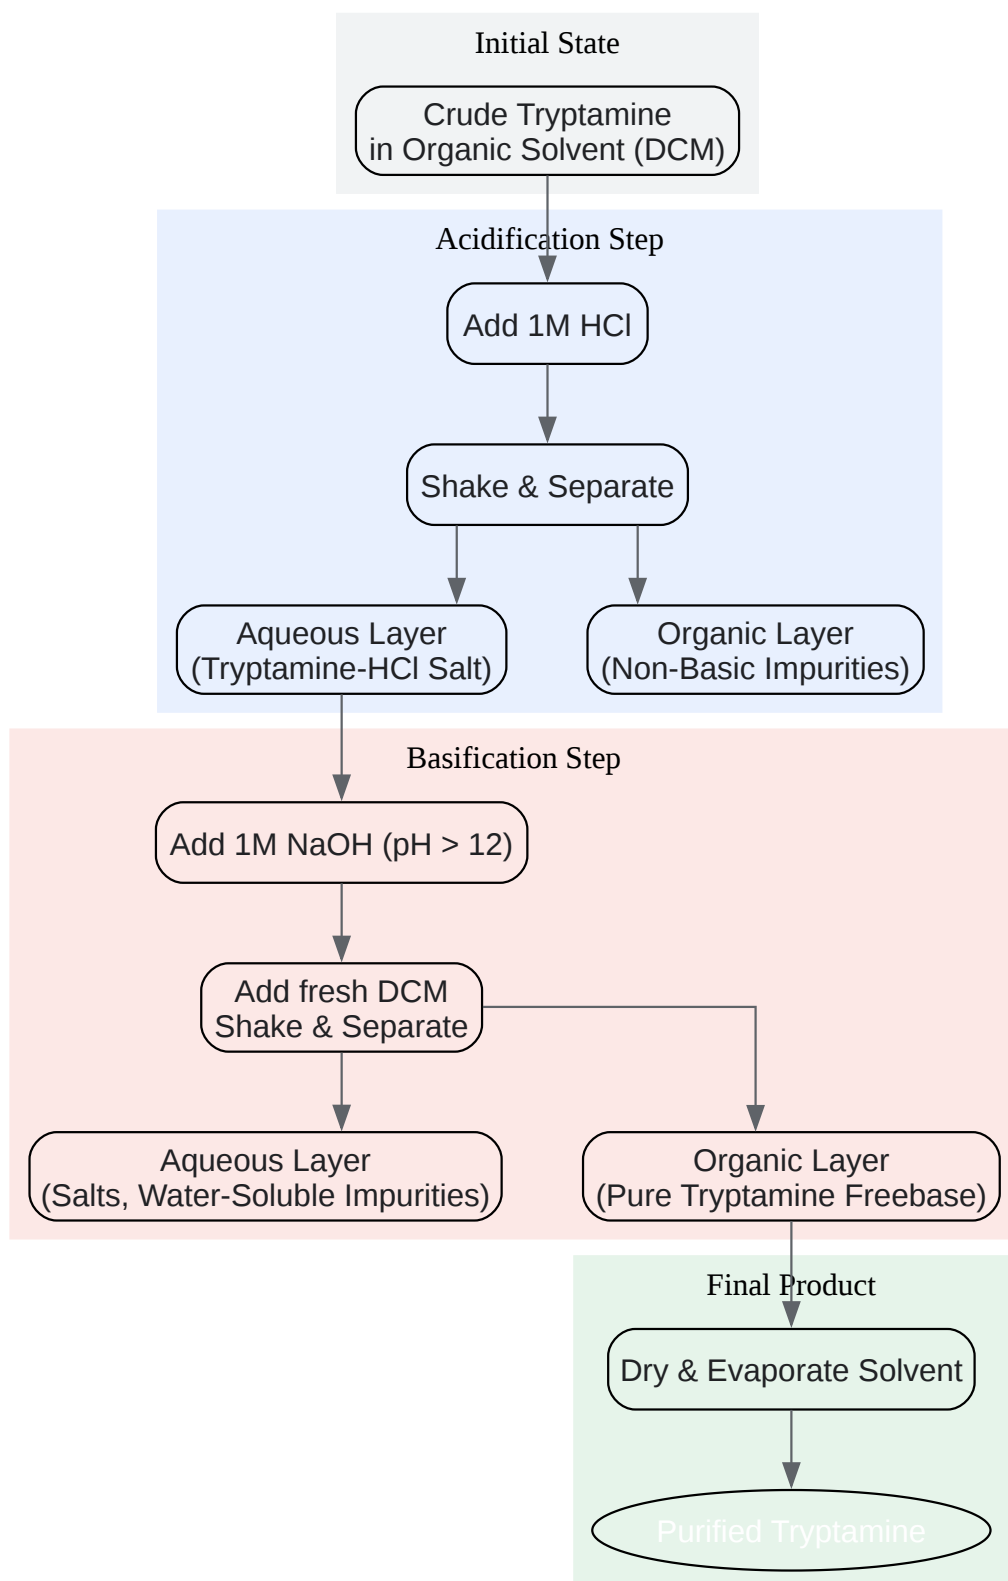 Initial State
Crude Tryptamine
in Organic Solvent (DCM)
Acidification Step
Add 1M HCl
Shake & Separate
Aqueous Layer
(Tryptamine-HCl Salt)
Organic Layer
(Non-Basic Impurities)
Basification Step
Add 1M NaOH (pH > 12)
Add fresh DCM
Shake & Separate
Aqueous Layer
(Salts, Water-Soluble Impurities)
Organic Layer
(Pure Tryptamine Freebase)
Final Product
Dry & Evaporate Solvent
Purified Tryptamine